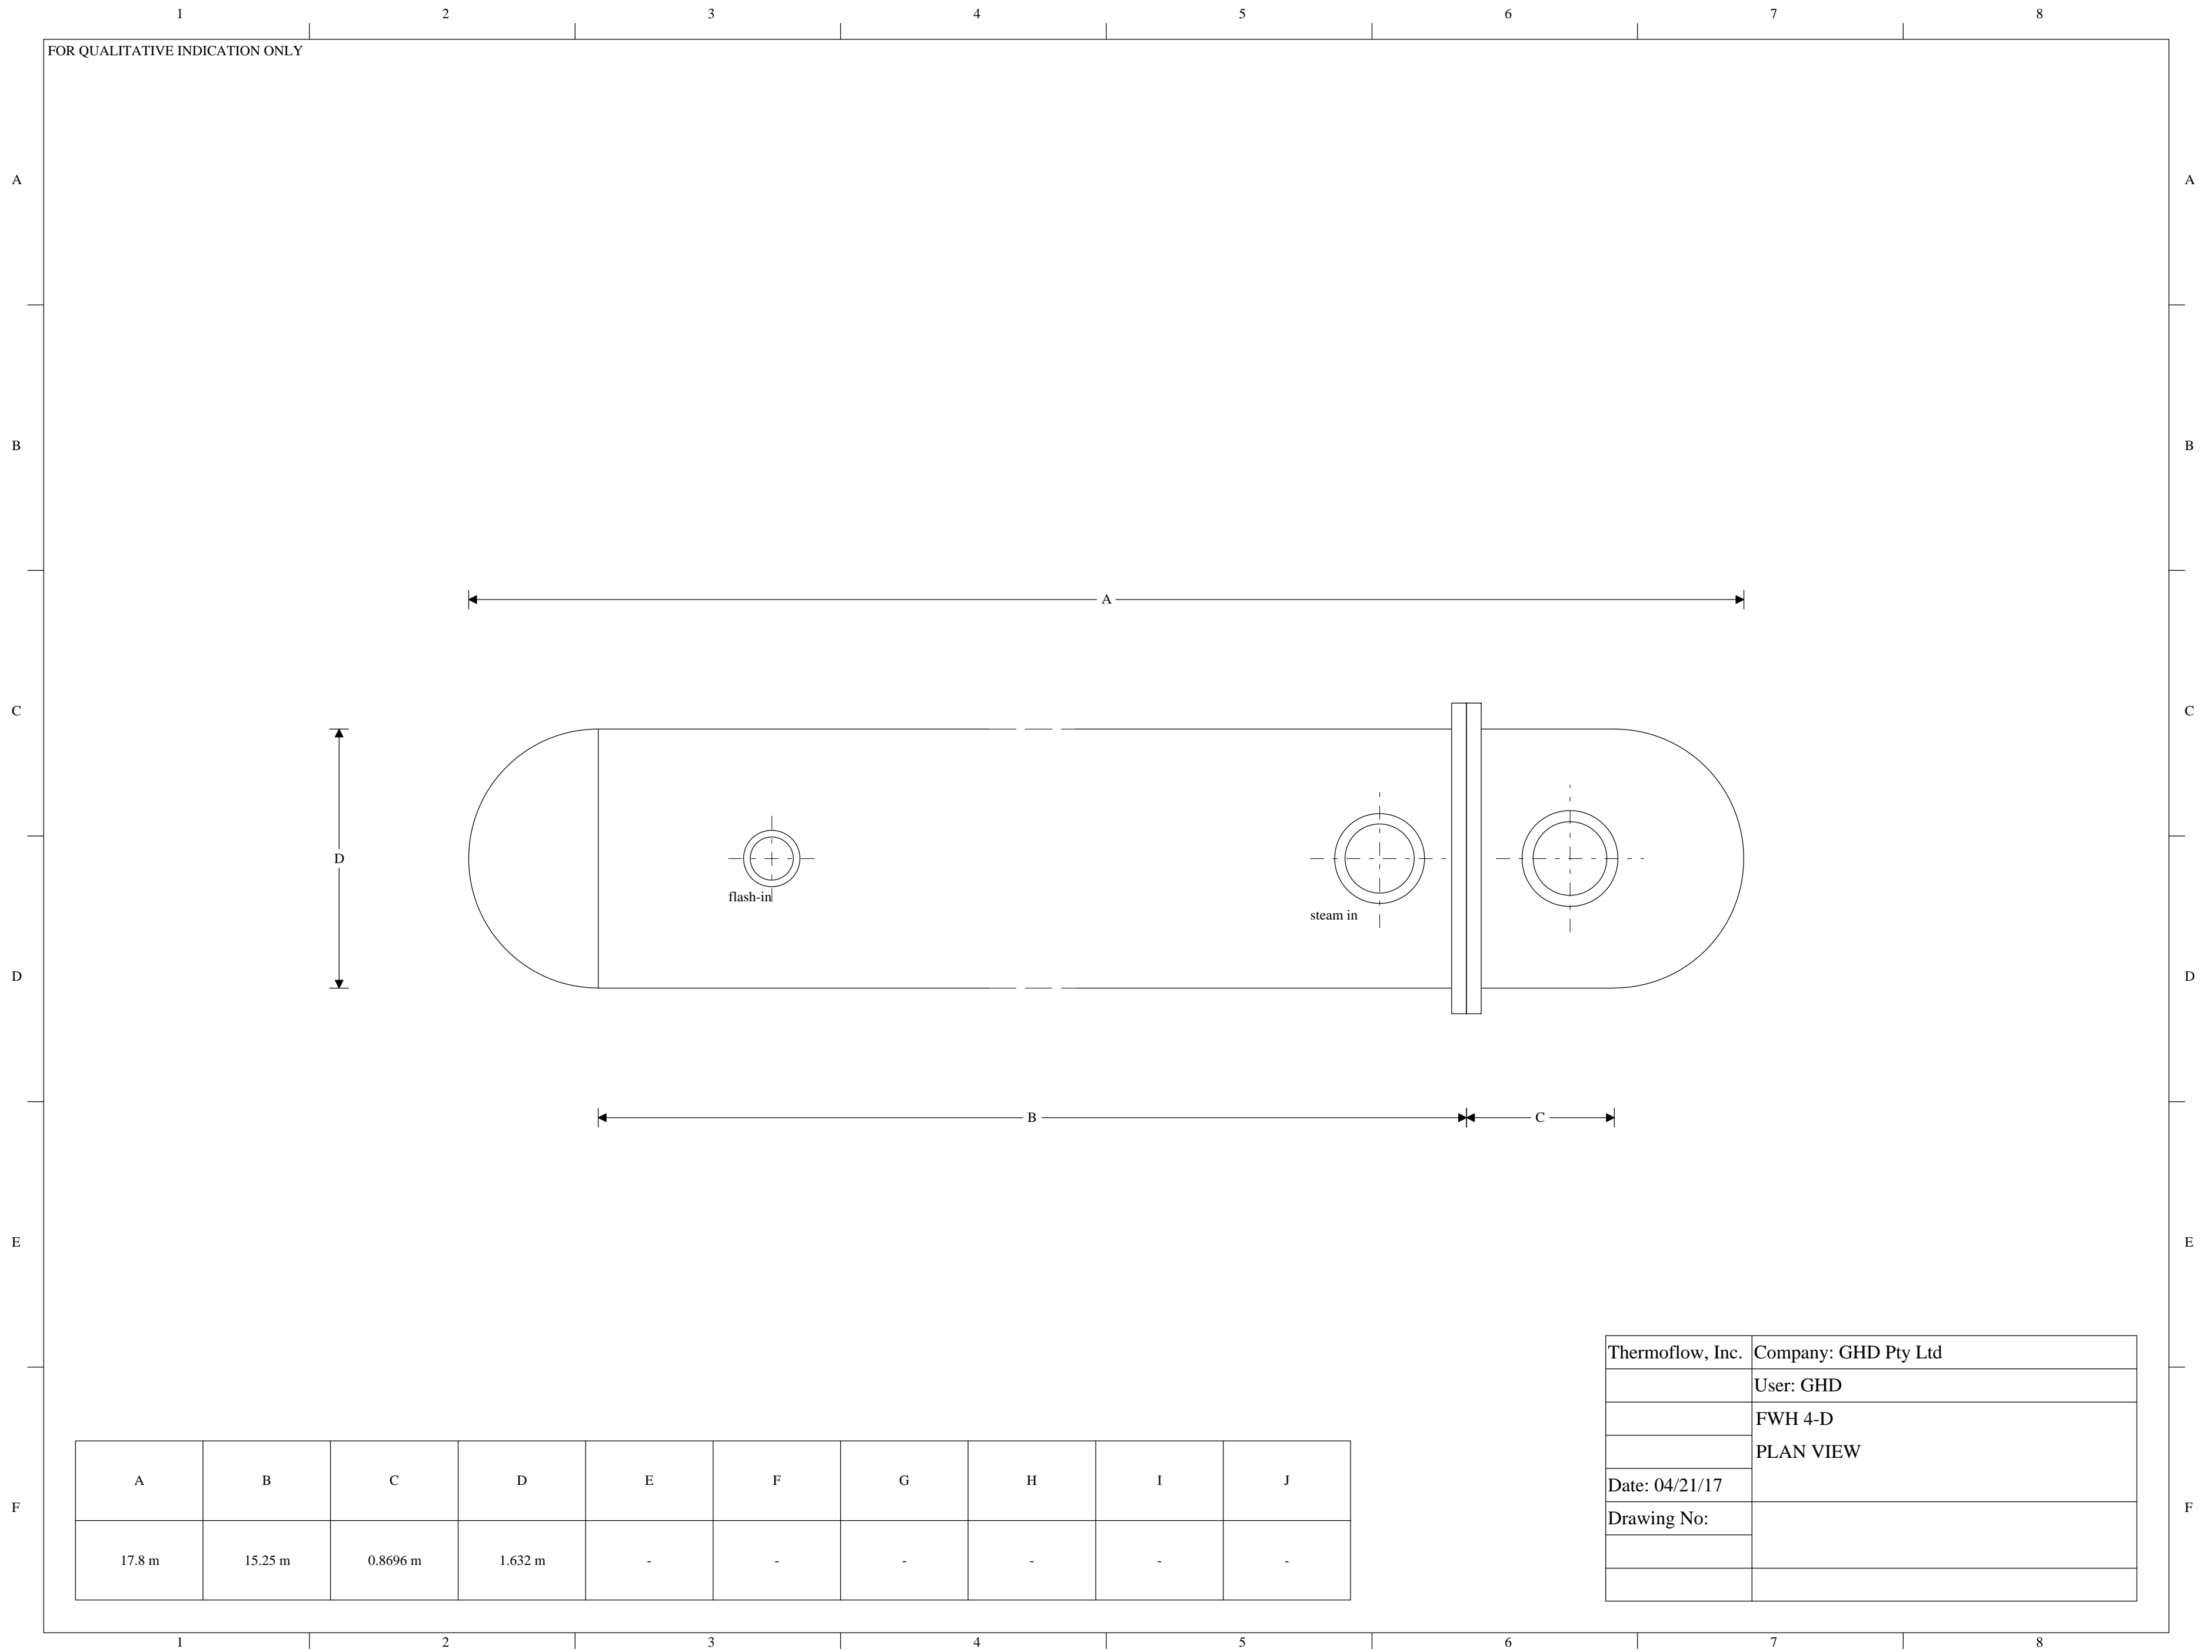 1 2 3 4 5 6 7 8
FOR QUALITATIVE INDICATION ONLY
A A
B B
A
C C
D
flash-in
steam in
D D
B C
E E
Thermoflow, Inc. Company: GHD Pty Ltd
User: GHD
FWH 4-D
PLAN VIEW
Date: 04/21/17
Drawing No:
A B C D E F G H I J
F F
17.8 m 15.25 m 0.8696 m 1.632 m - - - - - -
1 2 3 4 5 6 7 8